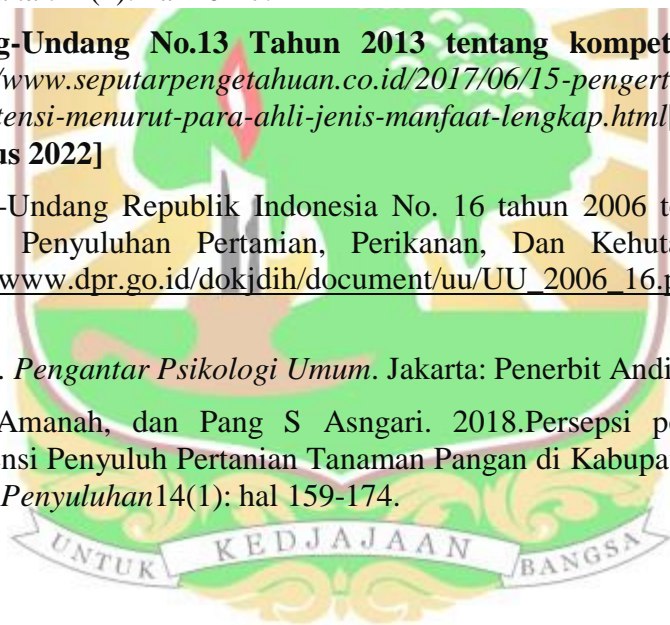 g-Undang No.13 Tahun 2013 tentang kompet
/www.seputarpengetahuan.co.id/2017/06/15-pengert
tensi-menurut-para-ahli-jenis-manfaat-lengkap.html
us 2022]
-Undang Republik Indonesia No. 16 tahun 2006 t
Penyuluhan Pertanian, Perikanan, Dan Kehuta
www.dpr.go.id/dokjdih/document/uu/UU_2006_16.p
. Pengantar Psikologi Umum. Jakarta: Penerbit Andi
Amanah, dan Pang S Asngari. 2018.Persepsi pe
ensi Penyuluh Pertanian Tanaman Pangan di Kabupa
Penyuluhan14(1): hal 159-174.
UNTUK KEDJAJAAN BANGSA